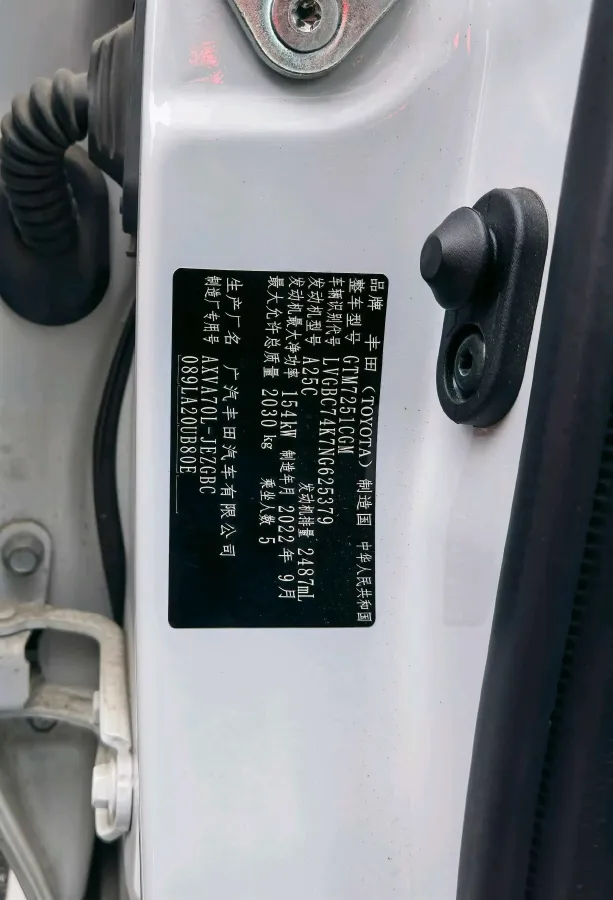 品牌 丰田（TOYOTA） 制造国 中华人民共和国
整车型号 GTM7251CGM
车辆识别代号 LVGBC74K7NG625379
发动机型号 A25C 发动机排量 2487mL
发动机最大净功率 154kW 制造年月 2022年9月
最大允许总质量 2030kg 乘坐人数 5
生产厂名 广汽丰田汽车有限公司
制造厂专用号 AXVA70L-JEZGBC
089LA20UB80E